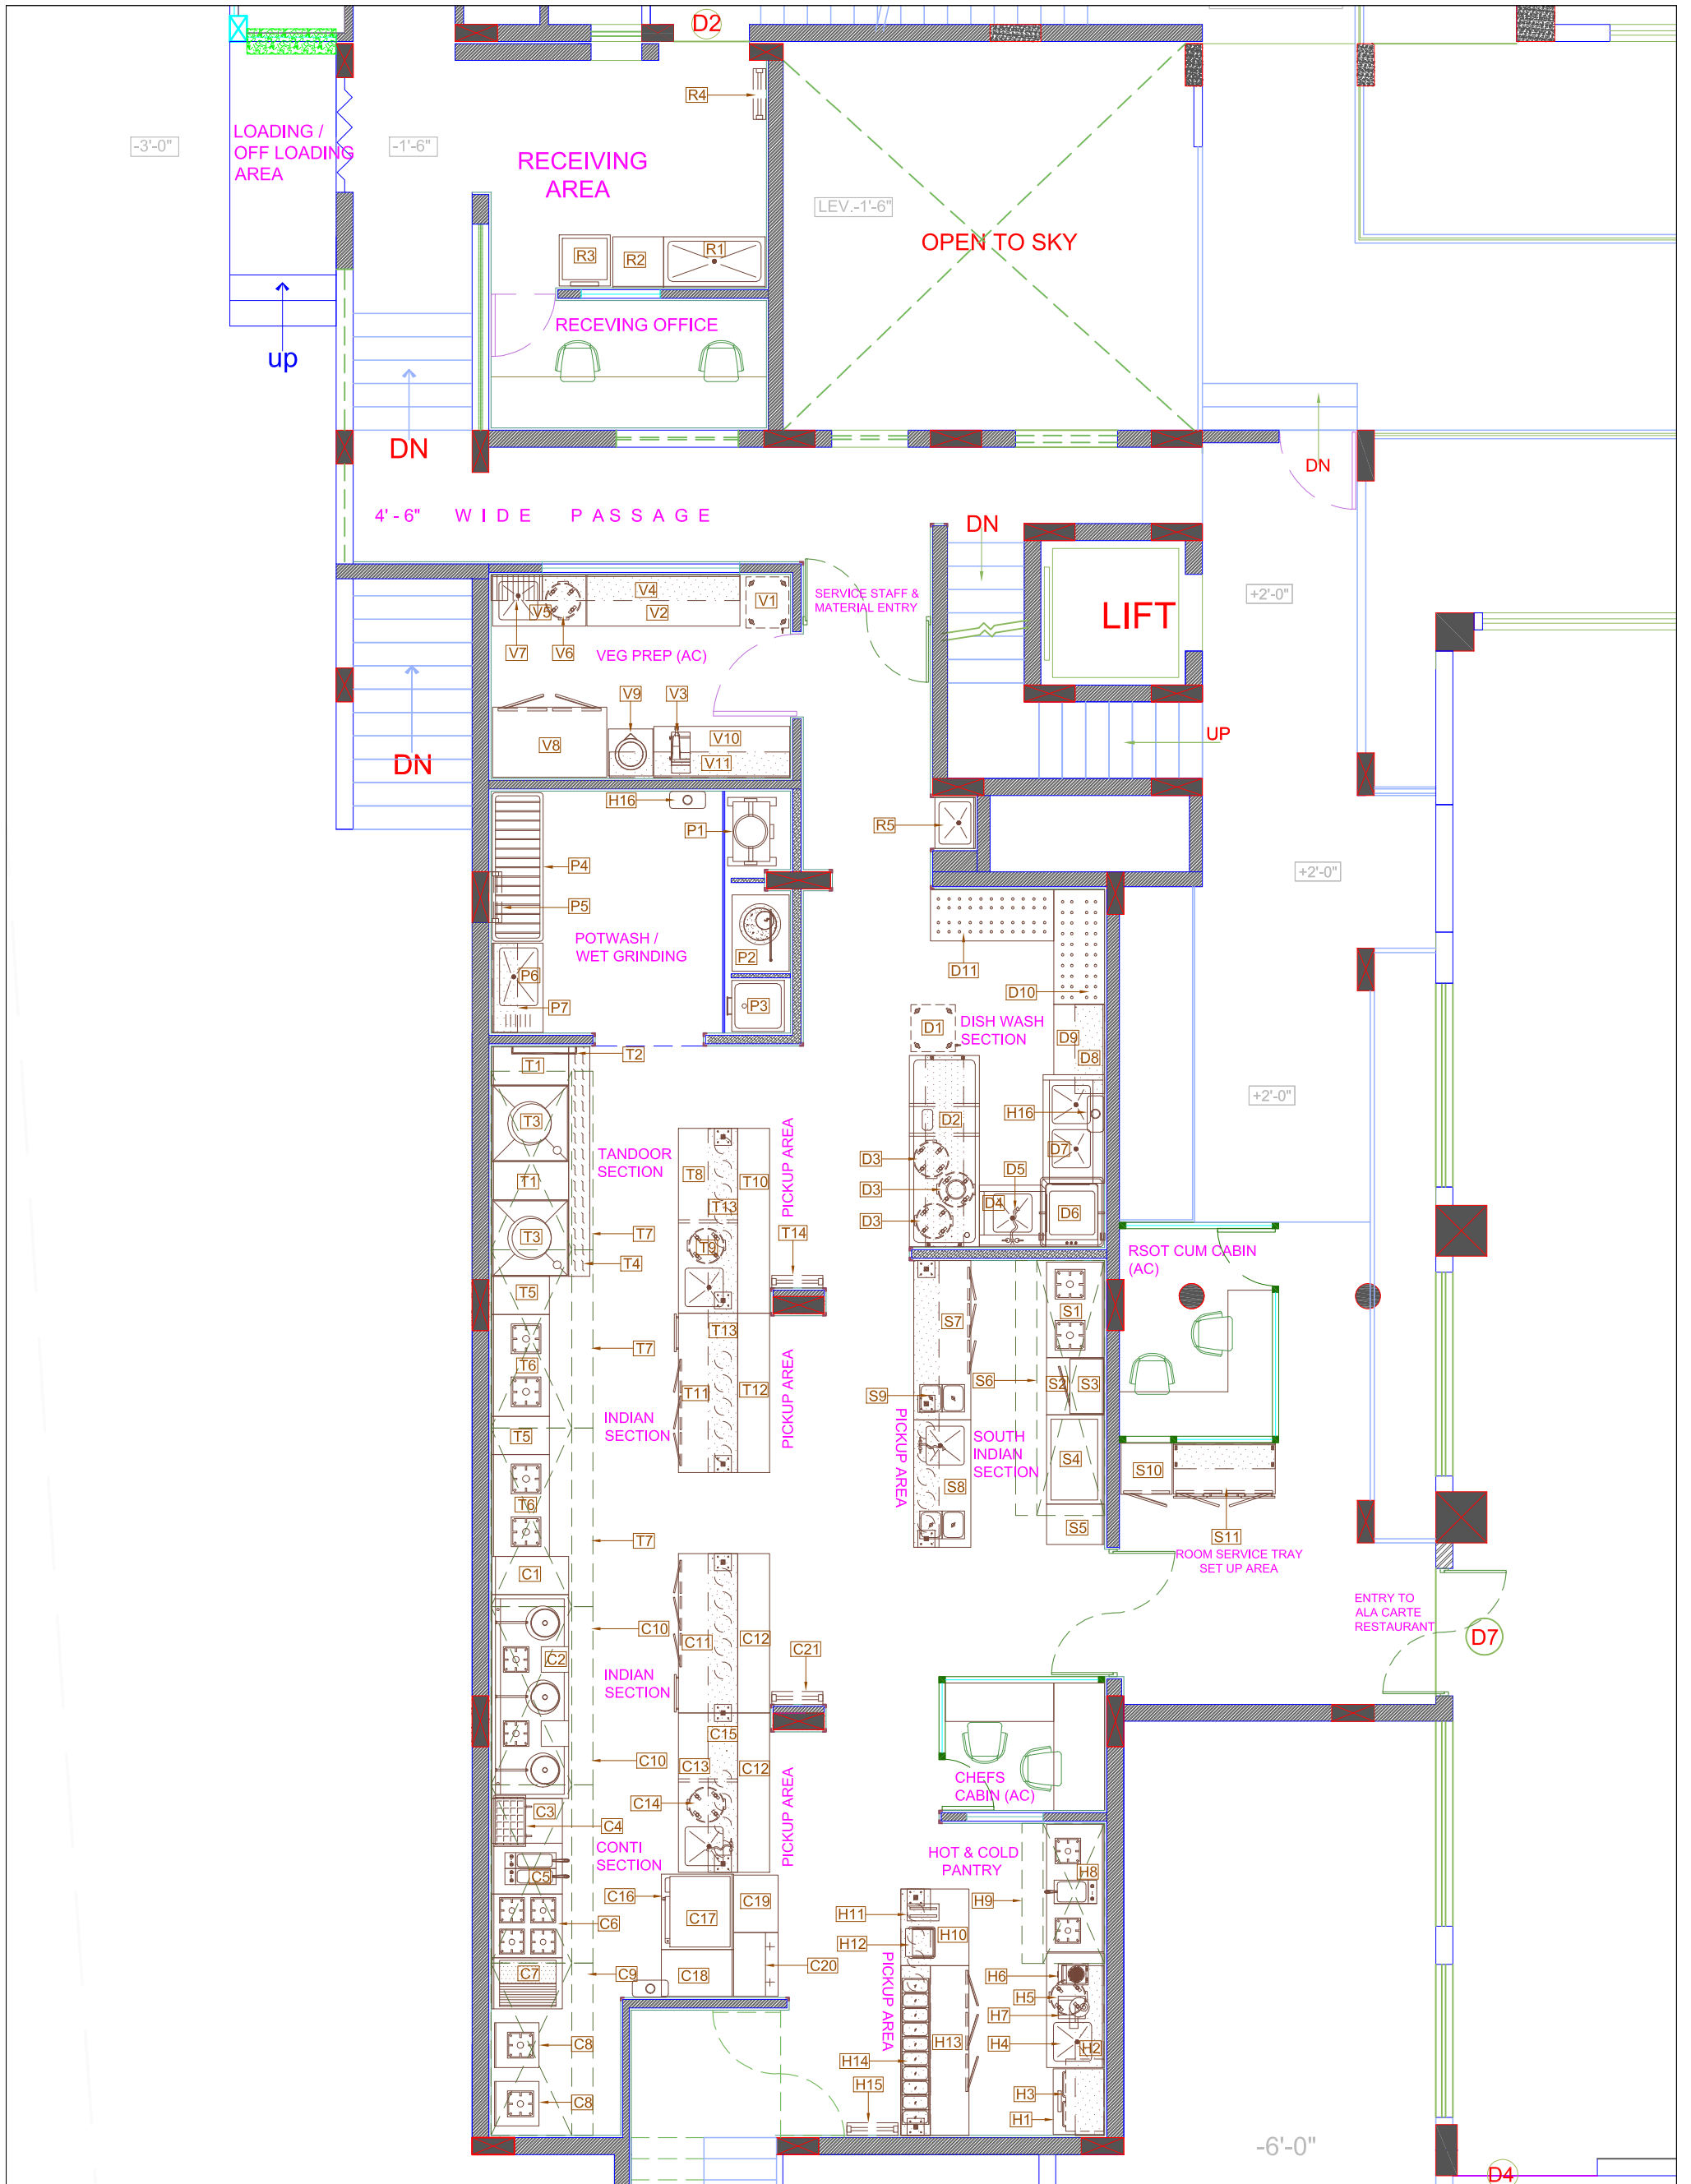 D2
R4
-3'-0"
LOADING /
OFF LOADING
AREA
-1'-6"
RECEIVING
AREA
LEV.-1'-6"
OPEN TO SKY
R3
R2
R1
RECEVING OFFICE
up
DN
DN
4' - 6" WIDE PASSAGE
DN
SERVICE STAFF &
MATERIAL ENTRY
LIFT
+2'-0"
V4
V1
V5
V2
V7
V6
VEG PREP (AC)
V9
V3
V8
V10
V11
DN
UP
H16
P1
R5
P4
P5
POTWASH /
WET GRINDING
P2
P6
P7
P3
+2'-0"
D11
D10
D1
DISH WASH
SECTION
D9
D8
+2'-0"
T1
T2
T3
TANDOOR
SECTION
T1
T3
T7
T4
T8
T10
T13
T9
T14
PICKUP AREA
D2
H16
D7
D3
D5
D3
D4
D3
D6
RSOT CUM CABIN
(AC)
T5
T6
T7
T13
T11
T12
INDIAN
SECTION
PICKUP AREA
T5
T6
T7
S7
S1
S6
S2
S3
S9
PICKUP AREA
SOUTH
INDIAN
SECTION
S4
S8
S5
S10
S11
ROOM SERVICE TRAY
SET UP AREA
ENTRY TO
ALA CARTE
RESTAURANT
D7
C1
C10
C2
C11
C12
C21
INDIAN
SECTION
C15
C10
C13
C12
C14
PICKUP AREA
CHEFS
CABIN (AC)
C3
C4
CONTI
SECTION
C5
C16
C17
C19
C6
C7
C9
C18
C20
C8
C8
HOT & COLD
PANTRY
H8
H9
H11
H10
H12
PICKUP AREA
H6
H5
H7
H4
H2
H13
H14
H15
H3
H1
-6'-0"
D4